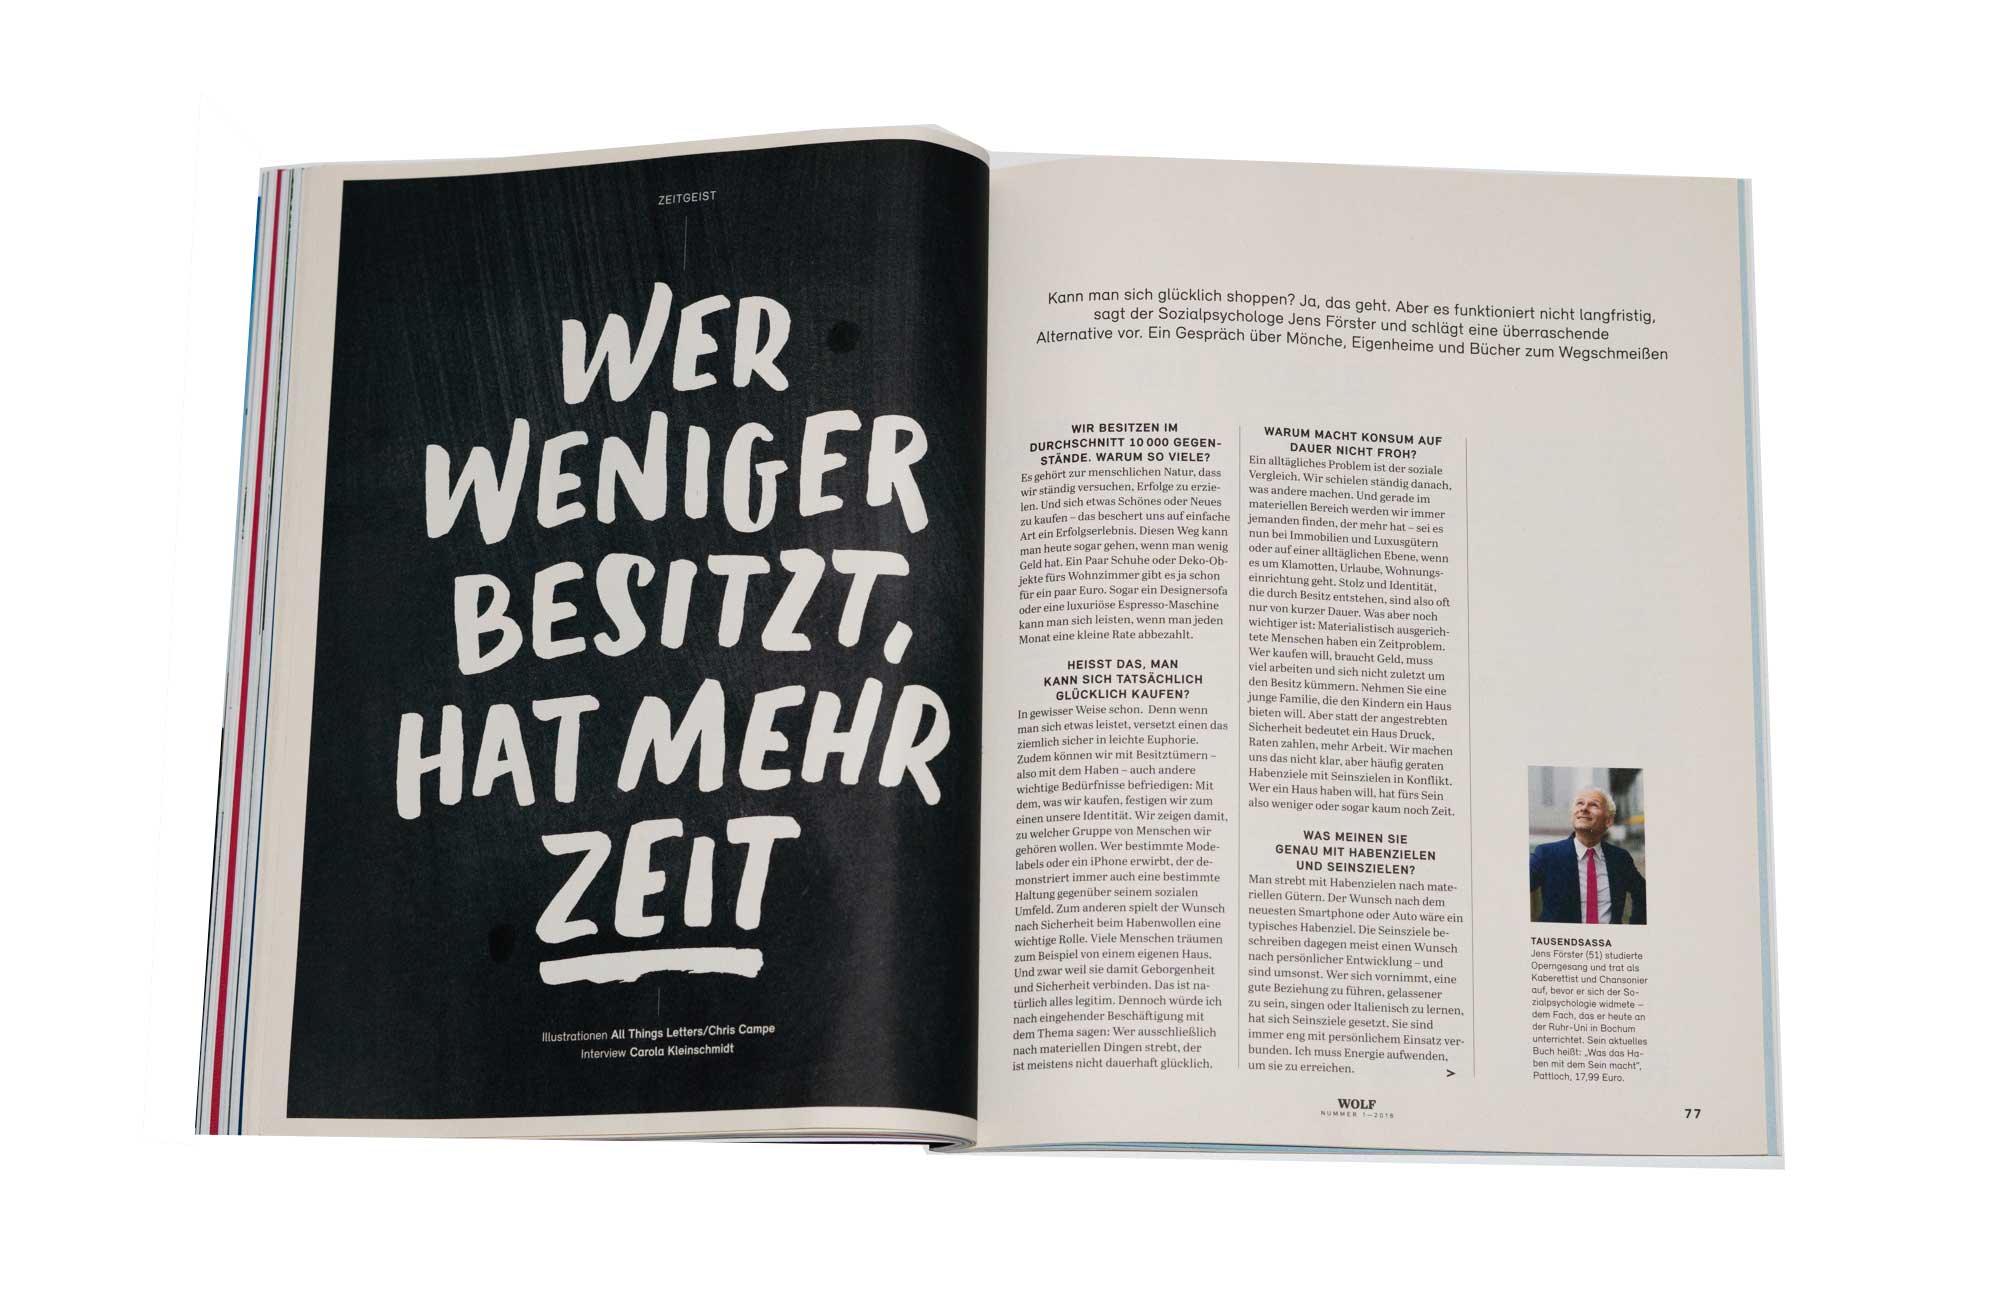 ZEITGEIST
WER
WENIGER
BESITZT,
HAT MEHR
ZEIT
Illustrationen All Things Letters/Chris Campe
Interview Carola Kleinschmidt
Kann man sich glücklich shoppen? Ja, das geht. Aber es funktioniert nicht langfristig,
sagt der Sozialpsychologe Jens Förster und schlägt eine überraschende
Alternative vor. Ein Gespräch über Mönche, Eigenheime und Bücher zum Wegschmeißen
WIR BESITZEN IM
DURCHSCHNITT 10 000 GEGEN-
STÄNDE. WARUM SO VIELE?
Es gehört zur menschlichen Natur, dass
wir ständig versuchen, Erfolge zu erzie-
len. Und sich etwas Schönes oder Neues
zu kaufen – das beschert uns auf einfache
Art ein Erfolgserlebnis. Diesen Weg kann
man heute sogar gehen, wenn man wenig
Geld hat. Ein Paar Schuhe oder Deko-Ob-
jekte fürs Wohnzimmer gibt es ja schon
für ein paar Euro. Sogar ein Designersofa
oder eine luxuriöse Espresso-Maschine
kann man sich leisten, wenn man jeden
Monat eine kleine Rate abbezahlt.
HEISST DAS, MAN
KANN SICH TATSÄCHLICH
GLÜCKLICH KAUFEN?
In gewisser Weise schon. Denn wenn
man sich etwas leistet, versetzt einen das
ziemlich sicher in leichte Euphorie.
Zudem können wir mit Besitztümern –
also mit dem Haben – auch andere
wichtige Bedürfnisse befriedigen: Mit
dem, was wir kaufen, festigen wir zum
einen unsere Identität. Wir zeigen damit,
zu welcher Gruppe von Menschen wir
gehören wollen. Wer bestimmte Mode-
labels oder ein iPhone erwirbt, der de-
monstriert immer auch eine bestimmte
Haltung gegenüber seinem sozialen
Umfeld. Zum anderen spielt der Wunsch
nach Sicherheit beim Habenwollen eine
wichtige Rolle. Viele Menschen träumen
zum Beispiel von einem eigenen Haus.
Und zwar weil sie damit Geborgenheit
und Sicherheit verbinden. Das ist na-
türlich alles legitim. Dennoch würde ich
nach eingehender Beschäftigung mit
dem Thema sagen: Wer ausschließlich
nach materiellen Dingen strebt, der
ist meistens nicht dauerhaft glücklich.
WARUM MACHT KONSUM AUF
DAUER NICHT FROH?
Ein alltägliches Problem ist der soziale
Vergleich. Wir schielen ständig danach,
was andere machen. Und gerade im
materiellen Bereich werden wir immer
jemanden finden, der mehr hat – sei es
nun bei Immobilien und Luxusgütern
oder auf einer alltäglichen Ebene, wenn
es um Klamotten, Urlaube, Wohnungs-
einrichtung geht. Stolz und Identität,
die durch Besitz entstehen, sind also oft
nur von kurzer Dauer. Was aber noch
wichtiger ist: Materialistisch ausgerich-
tete Menschen haben ein Zeitproblem.
Wer kaufen will, braucht Geld, muss
viel arbeiten und sich nicht zuletzt um
den Besitz kümmern. Nehmen Sie eine
junge Familie, die den Kindern ein Haus
bieten will. Aber statt der angestrebten
Sicherheit bedeutet ein Haus Druck,
Raten zahlen, mehr Arbeit. Wir machen
uns das nicht klar, aber häufig geraten
Habenziele mit Seinszielen in Konflikt.
Wer ein Haus haben will, hat fürs Sein
also weniger oder sogar kaum noch Zeit.
WAS MEINEN SIE
GENAU MIT HABENZIELEN
UND SEINSZIELEN?
Man strebt mit Habenzielen nach mate-
riellen Gütern. Der Wunsch nach dem
neuesten Smartphone oder Auto wäre ein
typisches Habenziel. Die Seinsziele be-
schreiben dagegen meist einen Wunsch
nach persönlicher Entwicklung – und
sind umsonst. Wer sich vornimmt, eine
gute Beziehung zu führen, gelassener
zu sein, singen oder Italienisch zu lernen,
hat sich Seinsziele gesetzt. Sie sind
immer eng mit persönlichem Einsatz ver-
bunden. Ich muss Energie aufwenden,
um sie zu erreichen. >
TAUSENDSASSA
Jens Förster (51) studierte
Operngesang und trat als
Kaberettist und Chansonier
auf, bevor er sich der So-
zialpsychologie widmete –
dem Fach, das er heute an
der Ruhr-Uni in Bochum
unterrichtet. Sein aktuelles
Buch heißt: „Was das Ha-
ben mit dem Sein macht“,
Pattloch, 17,99 Euro.
WOLF
NUMMER 1—2016
77